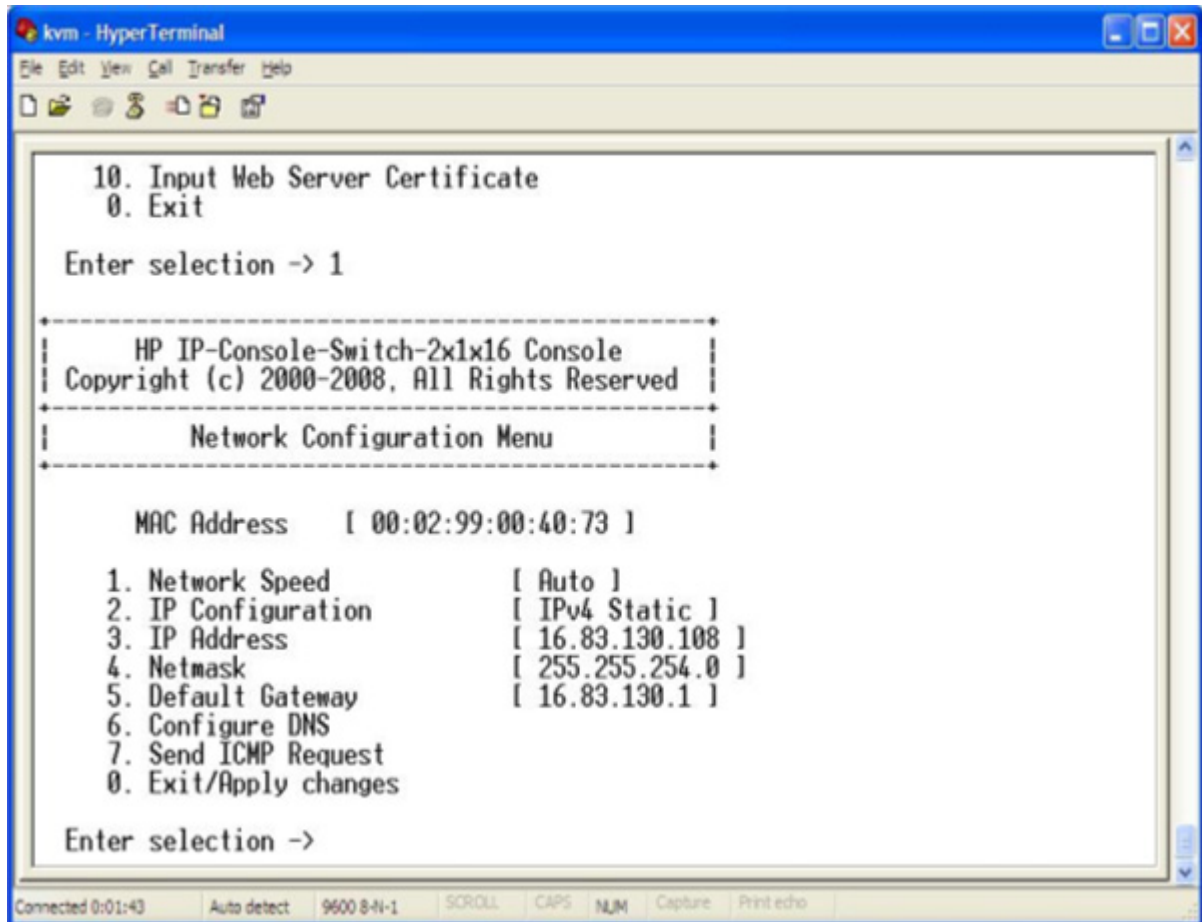 kvm - HyperTerminal
File Edit View Call Transfer Help
10. Input Web Server Certificate
0. Exit
Enter selection -> 1
+-------------------------------------------------+
| HP IP-Console-Switch-2x1x16 Console |
| Copyright (c) 2000-2008, All Rights Reserved |
+-------------------------------------------------+
| Network Configuration Menu |
+-------------------------------------------------+
MAC Address [ 00:02:99:00:40:73 ]
1. Network Speed [ Auto ]
2. IP Configuration [ IPv4 Static ]
3. IP Address [ 16.83.130.108 ]
4. Netmask [ 255.255.254.0 ]
5. Default Gateway [ 16.83.130.1 ]
6. Configure DNS
7. Send ICMP Request
0. Exit/Apply changes
Enter selection ->
Connected 0:01:43 Auto detect 9600 8-N-1 SCROLL CAPS NUM Capture Print echo